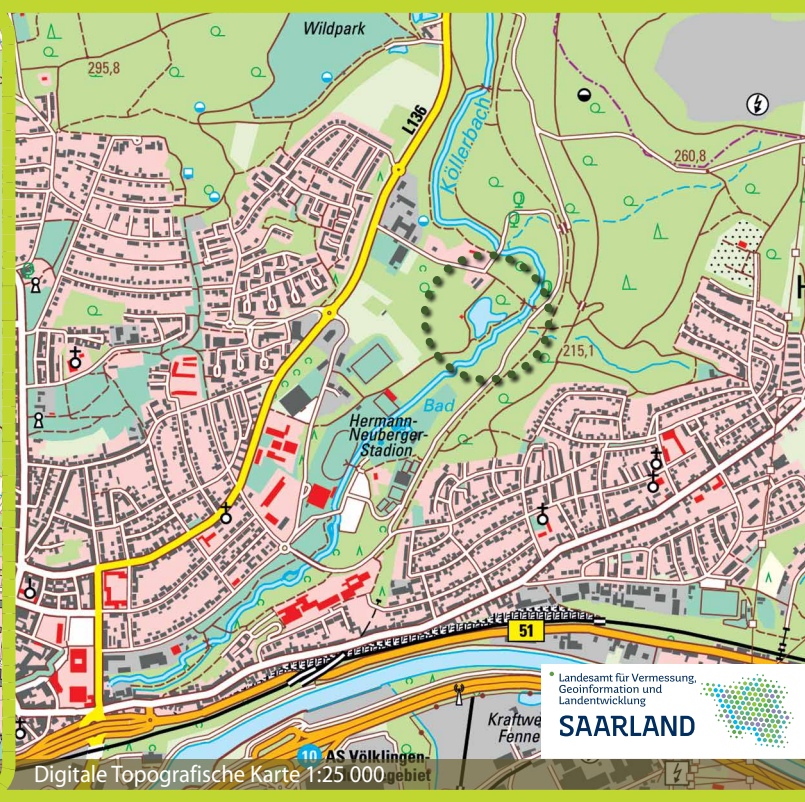 Wildpark
295,8
L136
Köllerbach
260,8
H
215,1
Bad
Hermann-
Neuberger-
Stadion
51
Landesamt für Vermessung,
Geoinformation und
Landentwicklung
SAARLAND
Kraftwe
Fenne
10 AS Völklingen-
gebiet
Digitale Topografische Karte 1:25 000